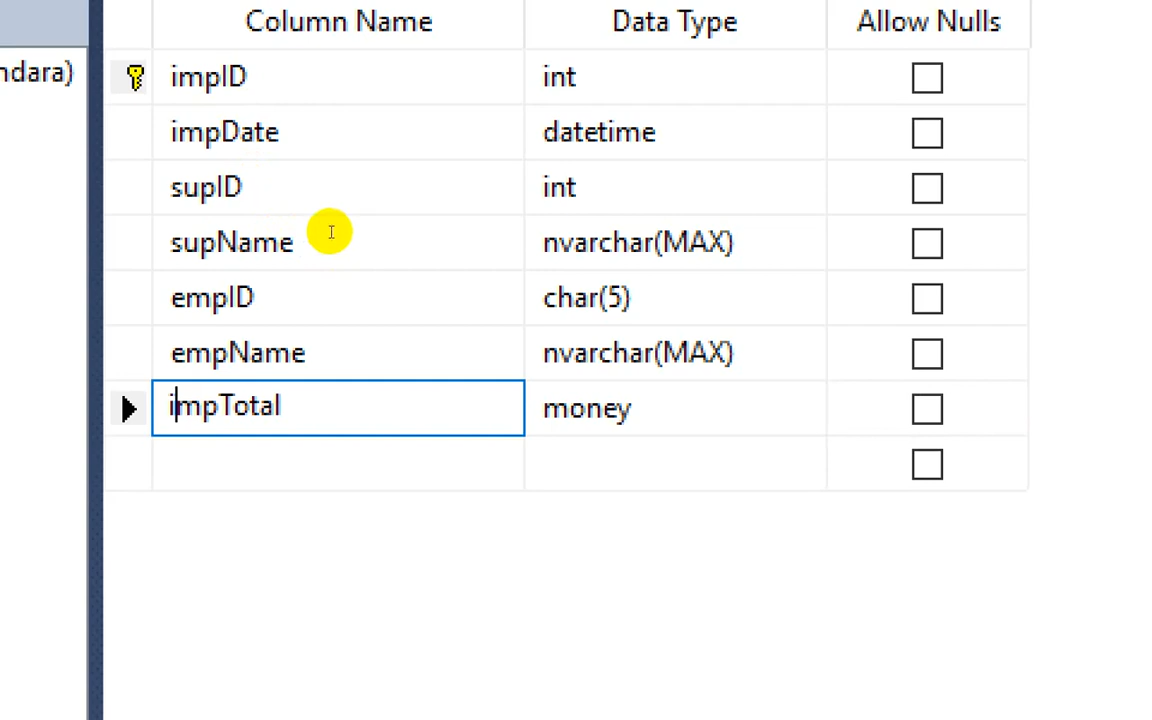 Column Name Data Type Allow Nulls
ndara)
impID int
impDate datetime
supID int
supName nvarchar(MAX)
empID char(5)
empName nvarchar(MAX)
impTotal money